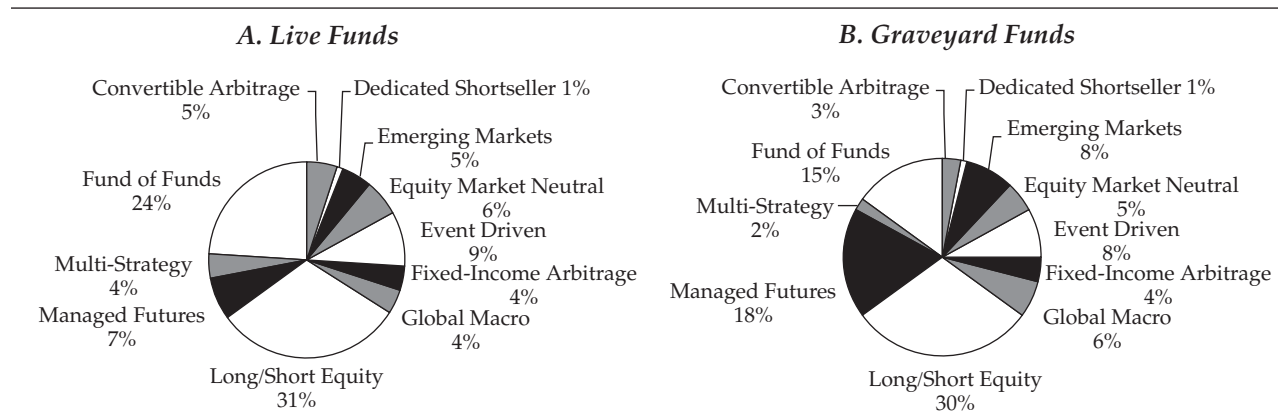 A. Live Funds
Convertible Arbitrage
5%
Dedicated Shortseller 1%
Emerging Markets
5%
Equity Market Neutral
6%
Event Driven
9%
Fixed-Income Arbitrage
4%
Global Macro
4%
Long/Short Equity
31%
Managed Futures
7%
Multi-Strategy
4%
Fund of Funds
24%
B. Graveyard Funds
Convertible Arbitrage
3%
Dedicated Shortseller 1%
Emerging Markets
8%
Equity Market Neutral
5%
Event Driven
8%
Fixed-Income Arbitrage
4%
Global Macro
6%
Long/Short Equity
30%
Managed Futures
18%
Multi-Strategy
2%
Fund of Funds
15%